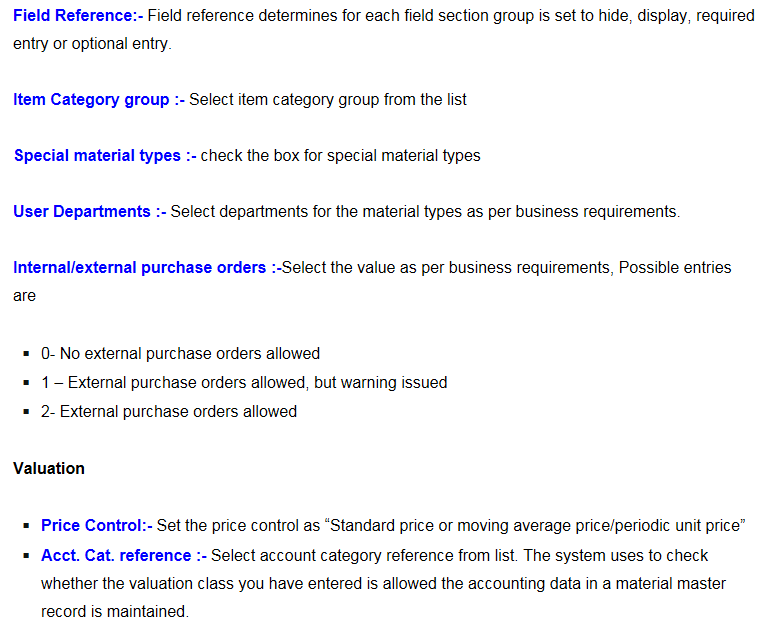 Field Reference:- Field reference determines for each field section group is set to hide, display, required
entry or optional entry.
Item Category group :- Select item category group from the list
Special material types :- check the box for special material types
User Departments :- Select departments for the material types as per business requirements.
Internal/external purchase orders :-Select the value as per business requirements, Possible entries
are
▪ 0- No external purchase orders allowed
▪ 1 – External purchase orders allowed, but warning issued
▪ 2- External purchase orders allowed
Valuation
▪ Price Control:- Set the price control as “Standard price or moving average price/periodic unit price”
▪ Acct. Cat. reference :- Select account category reference from list. The system uses to check
whether the valuation class you have entered is allowed the accounting data in a material master
record is maintained.